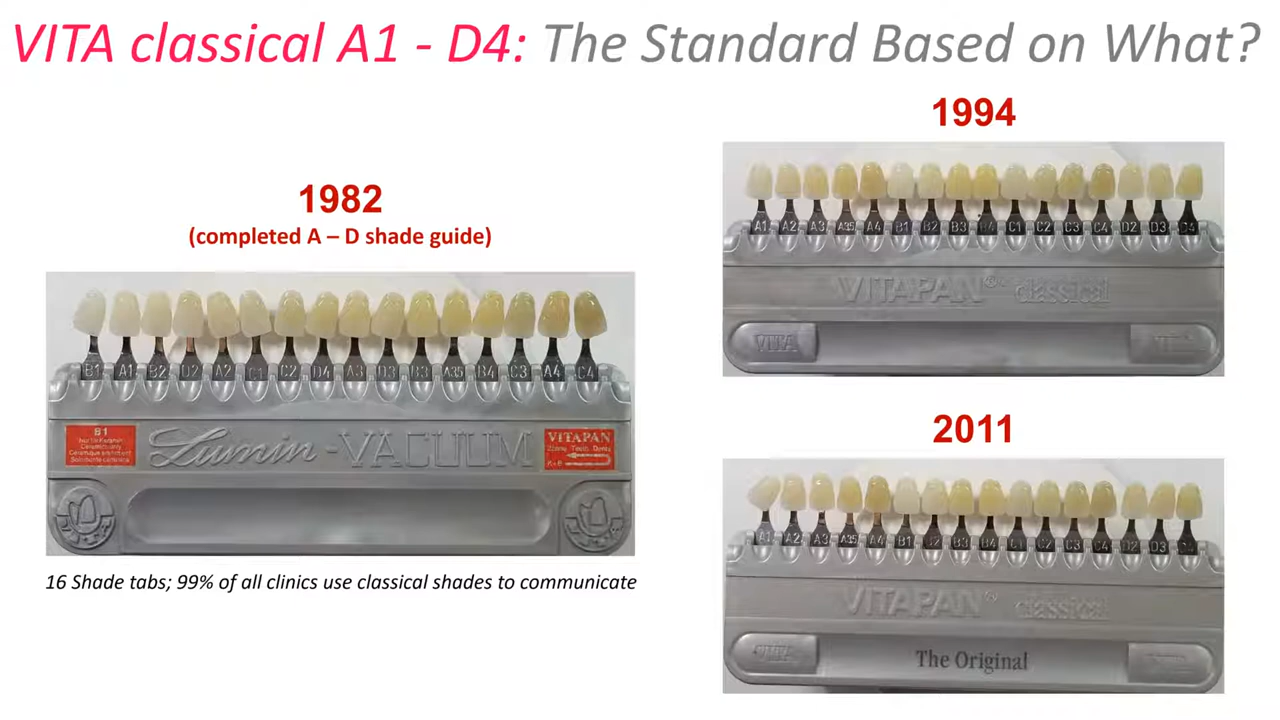 VITA classical A1 - D4: The Standard Based on What?
1982
(completed A – D shade guide)
B1 A1 B2 D2 A2 C1 C2 D4 A3 D3 B3 A35 B4 C3 A4 C4
B1
Lumin-VACUUM
VITAPAN
16 Shade tabs; 99% of all clinics use classical shades to communicate
1994
A1 A2 A3 A35 A4 B1 B2 B3 B4 C1 C2 C3 C4 D2 D3 D4
VITAPAN® classical
VITA
2011
A1 A2 A3 A35 A4 B1 B2 B3 B4 C1 C2 C3 C4 D2 D3
VITAPAN® classical
The Original